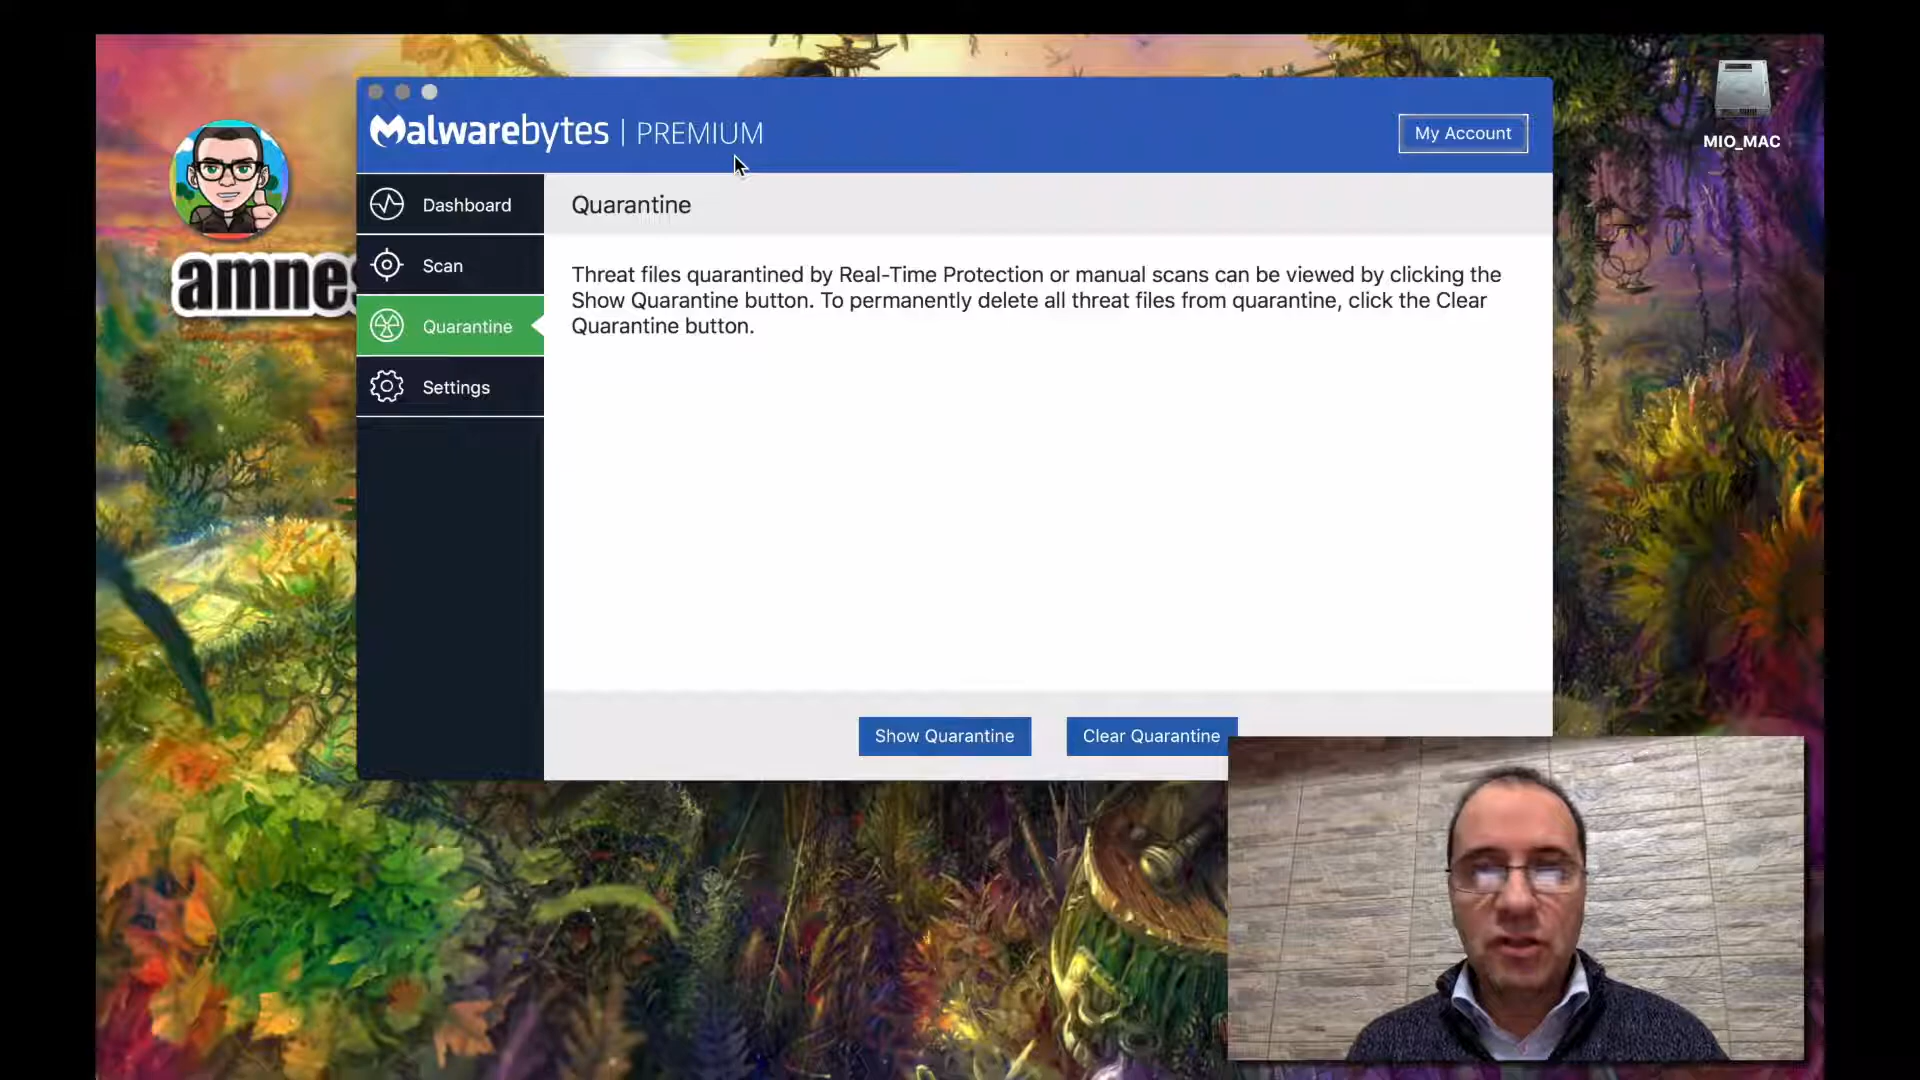 Malwarebytes | PREMIUM
My Account
MIO_MAC
Dashboard
Scan
Quarantine
Settings
amnes
Quarantine
Threat files quarantined by Real-Time Protection or manual scans can be viewed by clicking the
Show Quarantine button. To permanently delete all threat files from quarantine, click the Clear
Quarantine button.
Show Quarantine
Clear Quarantine